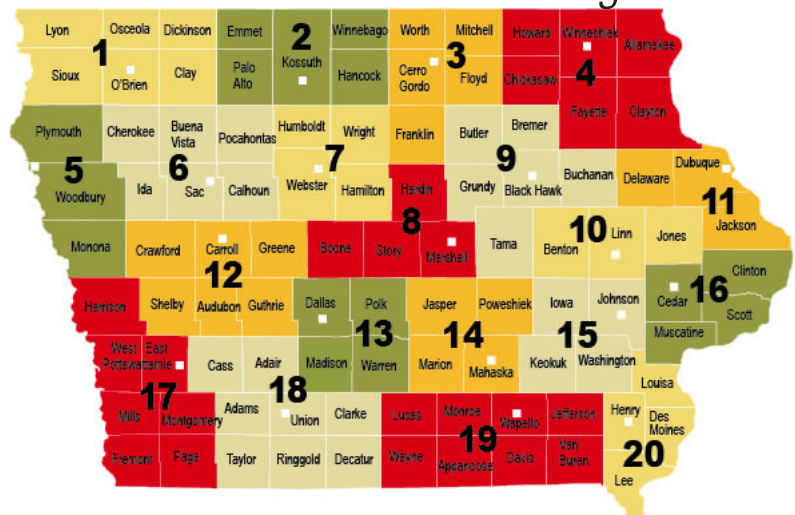 g
Lyon Osceola Dickinson Emmet 2 Winnebago Worth Mitchell Howard Winneshiek Allamakee
1 3 4
Sioux O'Brien Clay Palo Alto Kossuth Hancock Cerro Gordo Floyd Chickasaw
Fayette Clayton
Plymouth Cherokee Buena Vista Pocahontas Humboldt Wright Franklin Butler Bremer
5 6 7 9 Dubuque
Woodbury Ida Sac Calhoun Webster Hamilton Hardin Grundy Black Hawk Buchanan Delaware
8 10 11
Monona Crawford Carroll Greene Boone Story Marshall Tama Benton Linn Jones Jackson
12 Clinton
Harrison Shelby Audubon Guthrie Dallas Polk Jasper Poweshiek Iowa Johnson Cedar 16 Scott
13 14 15 Muscatine
West Pottawattamie East Cass Adair Madison Warren Marion Mahaska Keokuk Washington Louisa
17 18
Mills Montgomery Adams Union Clarke Lucas Monroe Wapello Jefferson Henry Des Moines
19 20
Fremont Page Taylor Ringgold Decatur Wayne Appanoose Davis Van Buren Lee